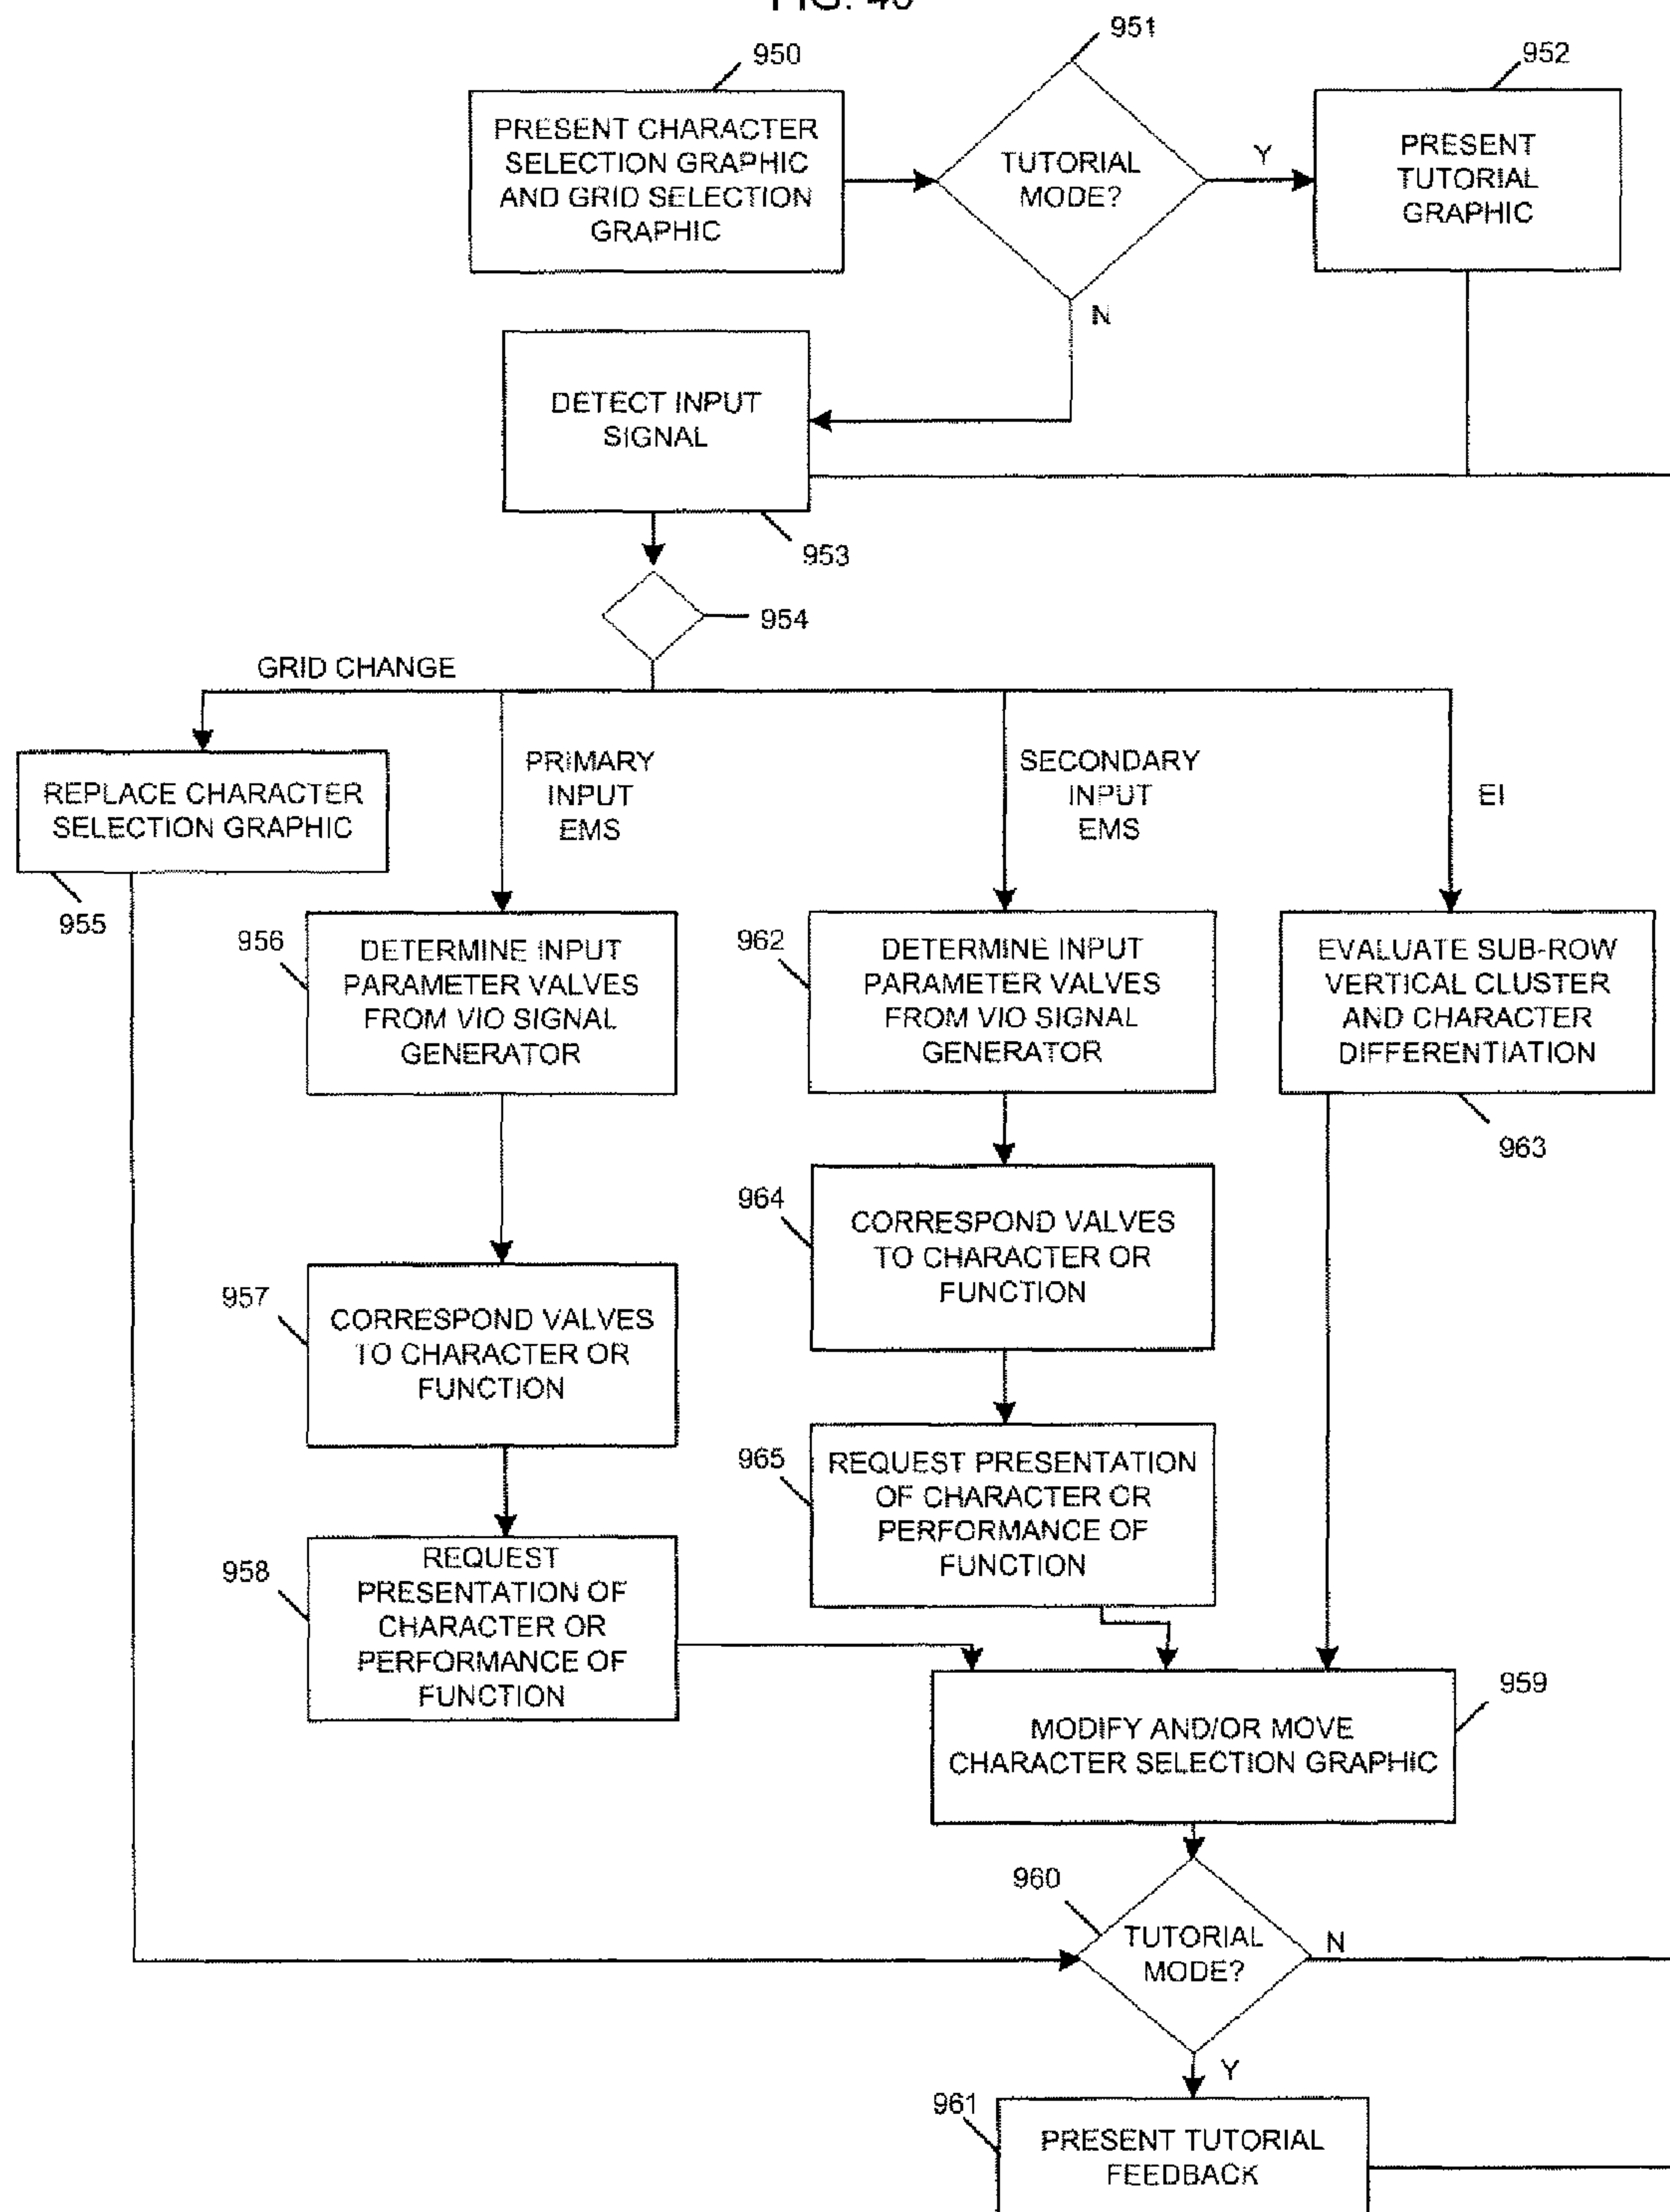 951
950
952
PRESENT CHARACTER
SELECTION GRAPHIC
AND GRID SELECTION
GRAPHIC
TUTORIAL
MODE?
Y
PRESENT
TUTORIAL
GRAPHIC
N
DETECT INPUT
SIGNAL
953
954
GRID CHANGE
REPLACE CHARACTER
SELECTION GRAPHIC
955
PRIMARY
INPUT
EMS
SECONDARY
INPUT
EMS
EI
956
DETERMINE INPUT
PARAMETER VALVES
FROM VIO SIGNAL
GENERATOR
962
DETERMINE INPUT
PARAMETER VALVES
FROM VIO SIGNAL
GENERATOR
EVALUATE SUB-ROW
VERTICAL CLUSTER
AND CHARACTER
DIFFERENTIATION
963
964
CORRESPOND VALVES
TO CHARACTER OR
FUNCTION
957
CORRESPOND VALVES
TO CHARACTER OR
FUNCTION
965
REQUEST PRESENTATION
OF CHARACTER OR
PERFORMANCE OF
FUNCTION
958
REQUEST
PRESENTATION OF
CHARACTER OR
PERFORMANCE OF
FUNCTION
959
MODIFY AND/OR MOVE
CHARACTER SELECTION GRAPHIC
960
TUTORIAL
MODE?
N
Y
961
PRESENT TUTORIAL
FEEDBACK